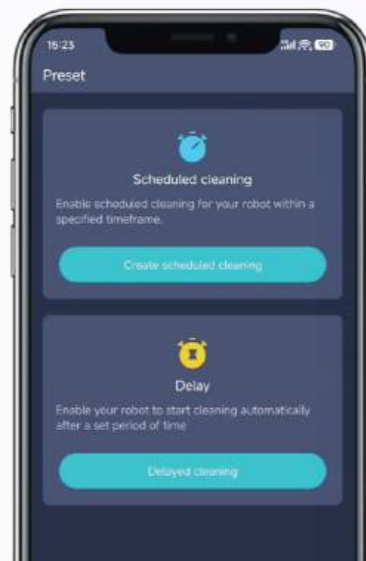 15:23
90
Preset
Scheduled cleaning
Enable scheduled cleaning for your robot within a
specified timeframe.
Create scheduled cleaning
Delay
Enable your robot to start cleaning automatically
after a set period of time
Delayed cleaning